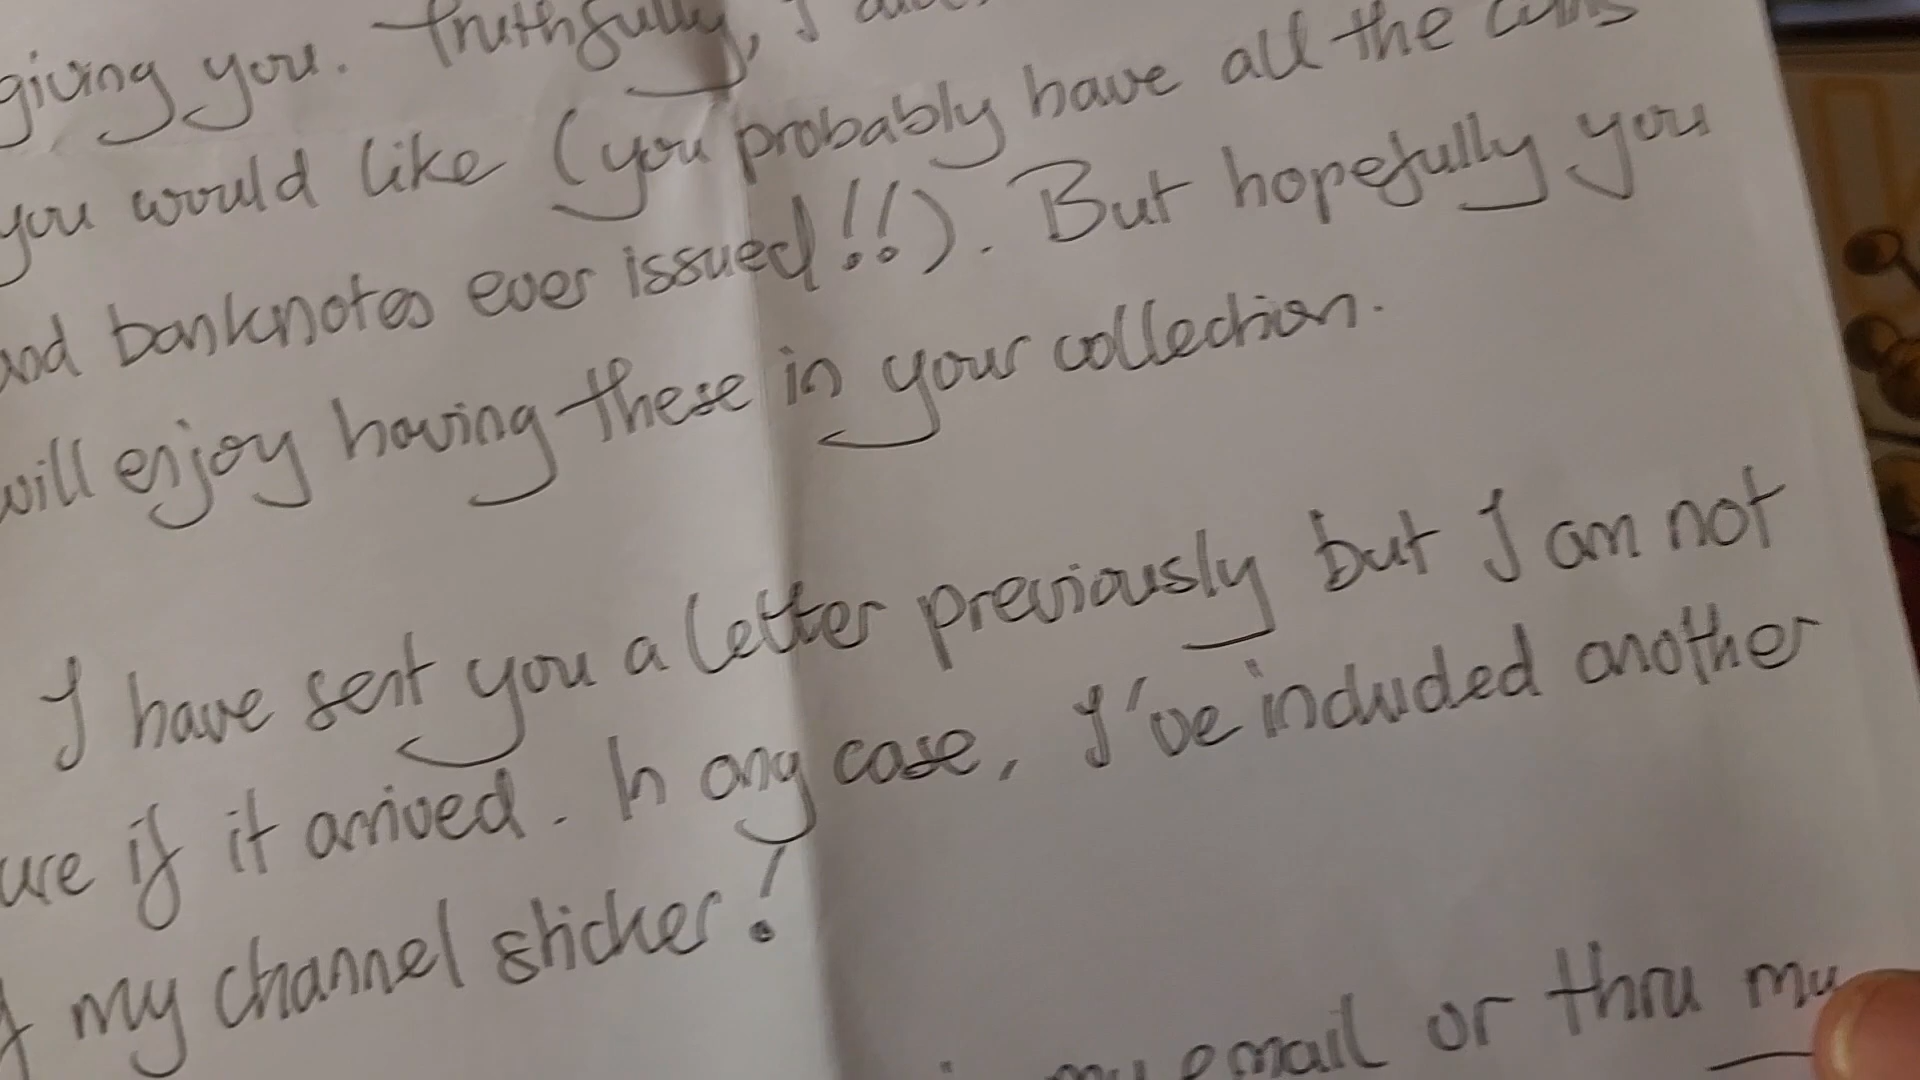 giving you. Truthfully, I
you would like (you probably have all the coins
and banknotes ever issued!!). But hopefully you
will enjoy having these in your collection.
I have sent you a letter previously but I am not
ure if it arrived. In any case, I've included another
my channel sticker!
my email or thru my